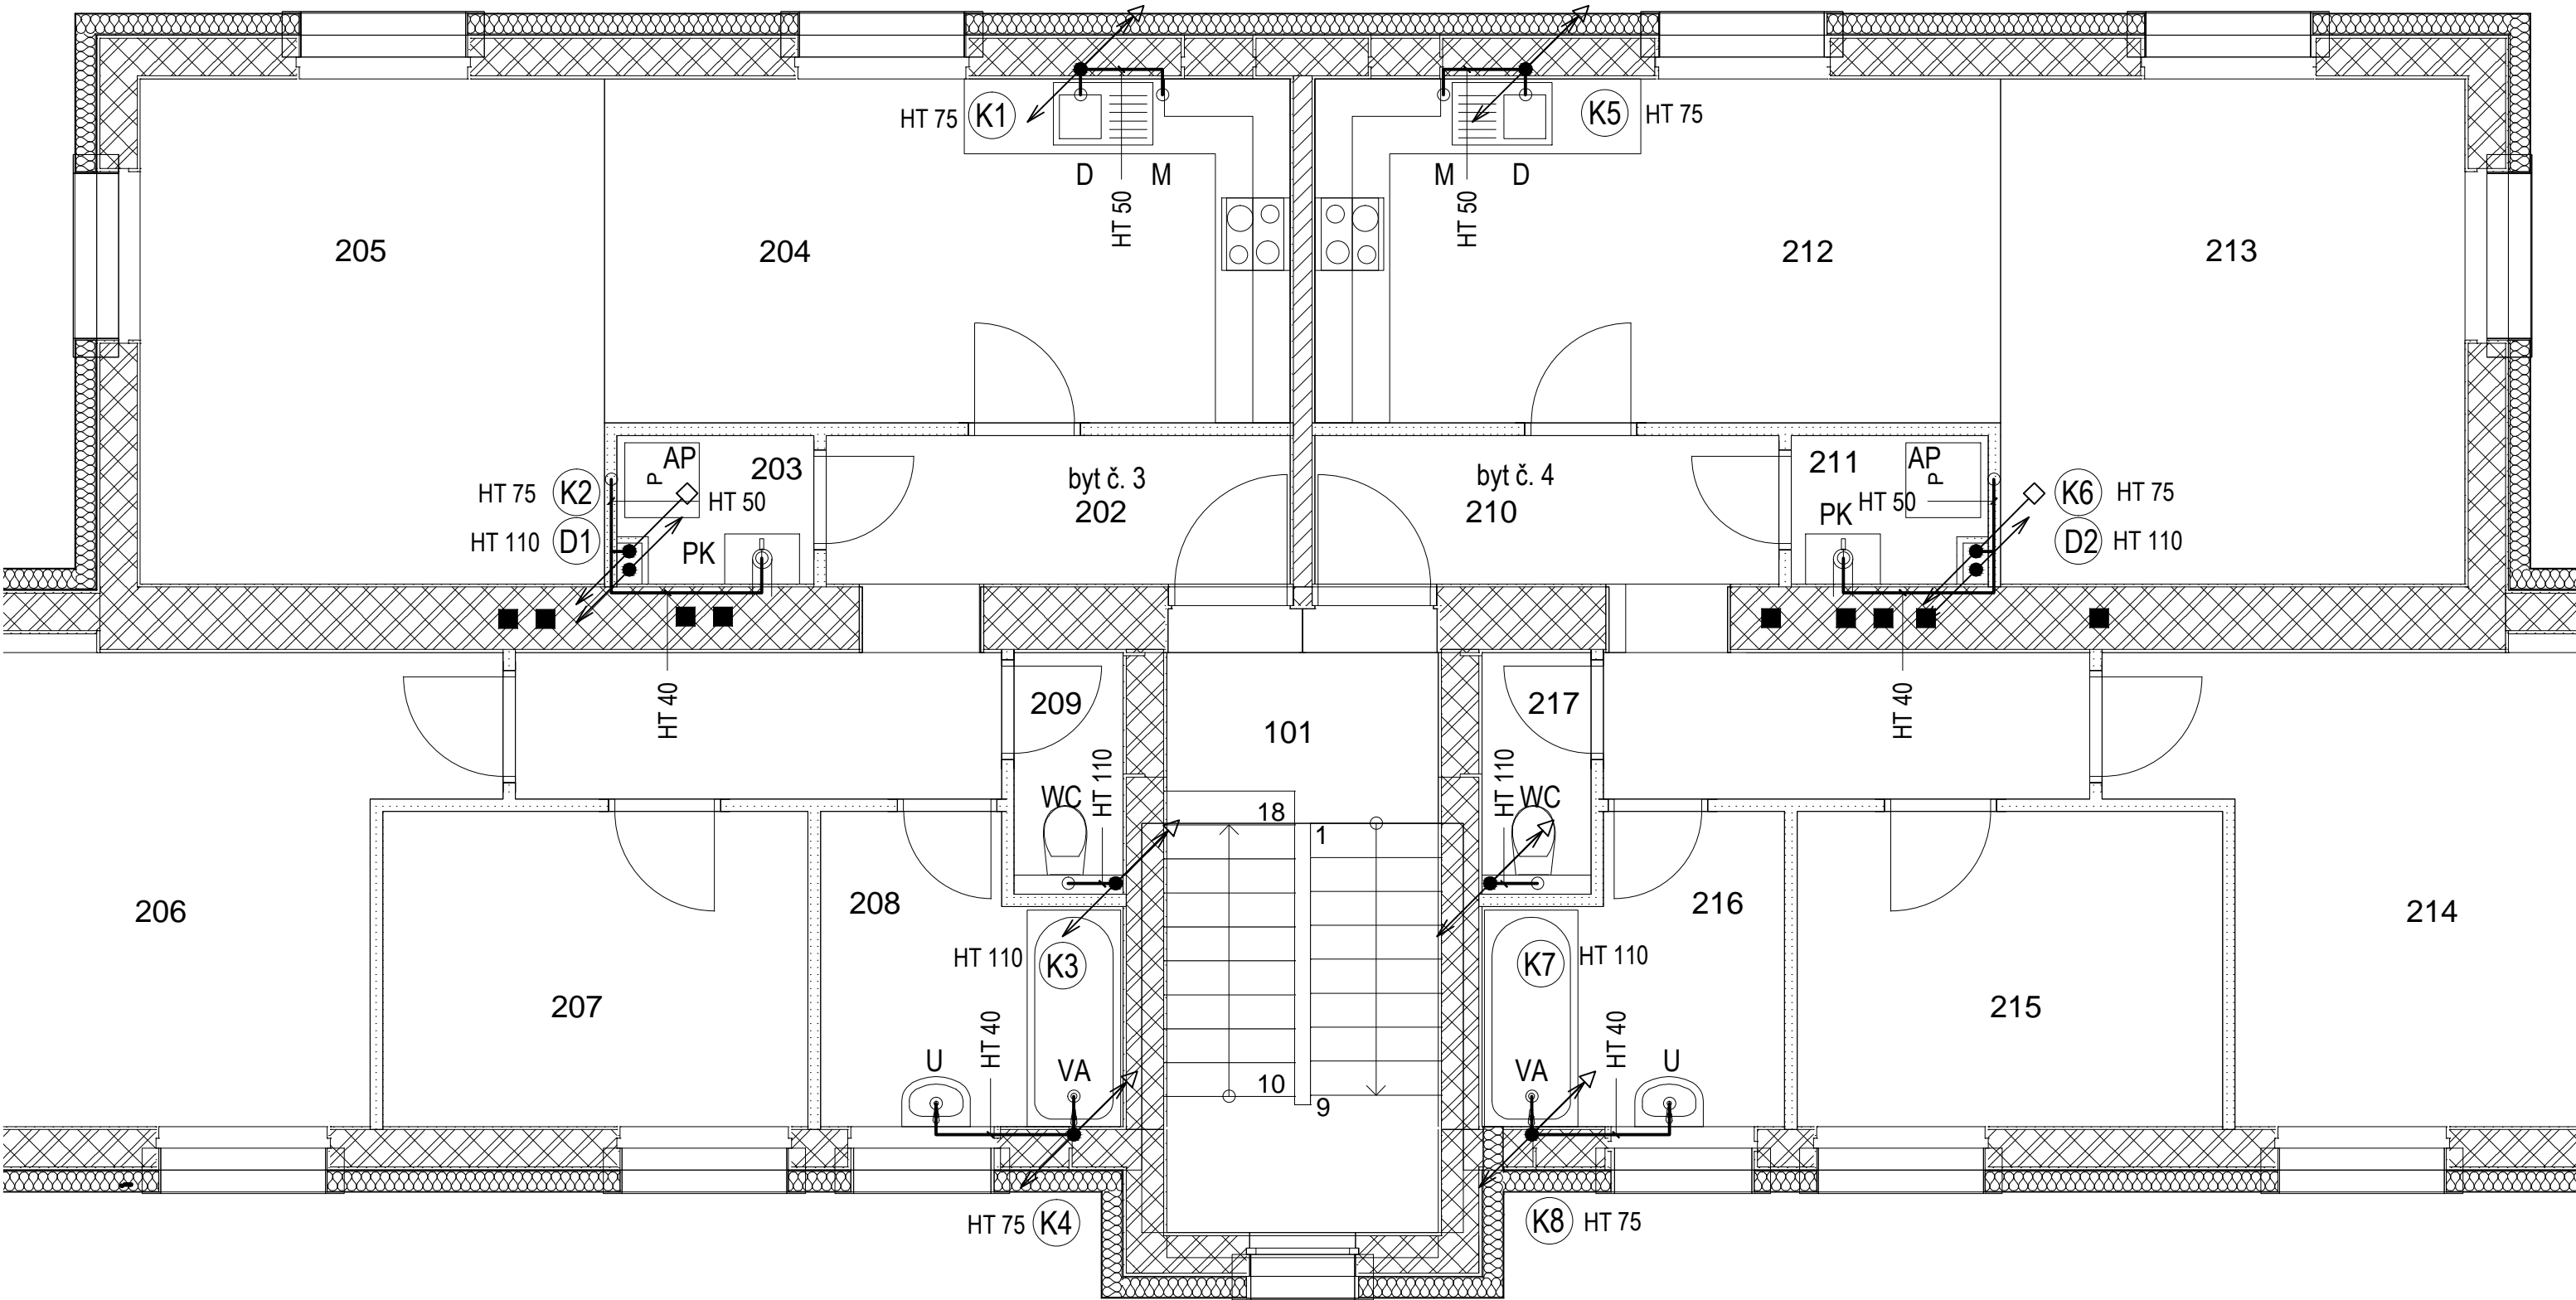 HT 75 K1
D M
HT 50
K5 HT 75
M D
HT 50
205
204
212
213
AP
P
203
HT 75 K2
HT 50
HT 110 D1
PK
byt č. 3
202
byt č. 4
210
211
AP
P
HT 50
PK
K6 HT 75
D2 HT 110
HT 40
HT 40
209
217
101
HT 110
WC
HT 110
WC
18
1
206
208
216
214
HT 110 K3
K7 HT 110
207
215
HT 40
U
VA
10
9
VA
HT 40
U
HT 75 K4
K8 HT 75